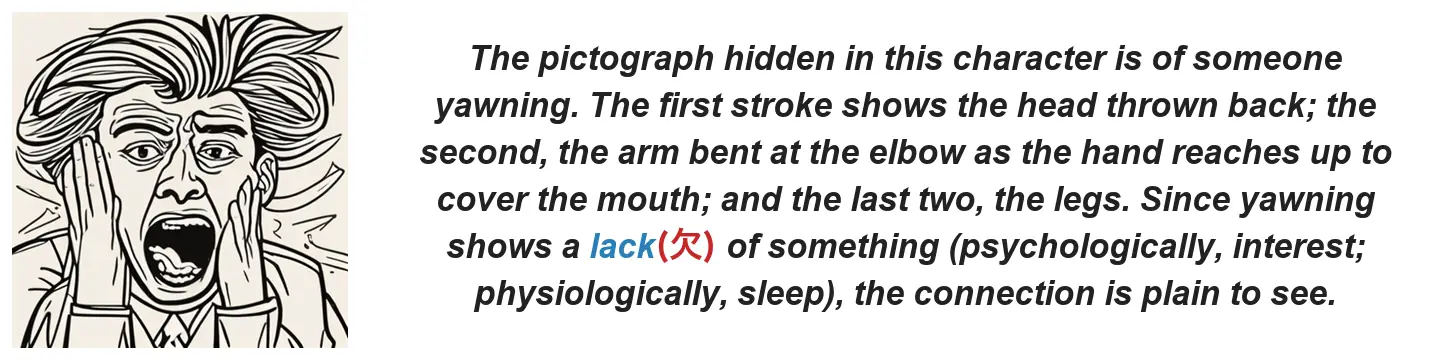 The pictograph hidden in this character is of someone
yawning. The first stroke shows the head thrown back; the
second, the arm bent at the elbow as the hand reaches up to
cover the mouth; and the last two, the legs. Since yawning
shows a lack(欠) of something (psychologically, interest;
physiologically, sleep), the connection is plain to see.